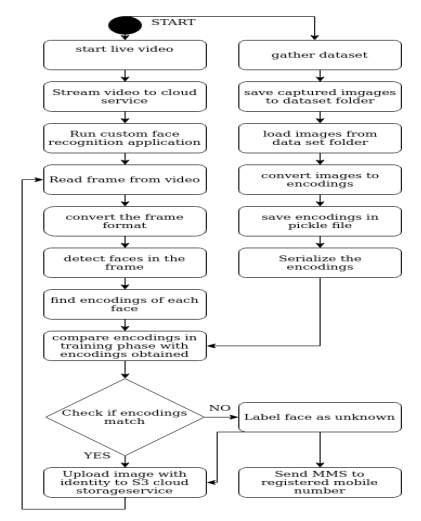 START
start live video
Stream video to cloud
service
Run custom face
recognition application
Read frame from video
convert the frame
format
detect faces in the
frame
find encodings of each
face
compare encodings in
training phase with
encodings obtained
gather dataset
save captured imgages
to dataset folder
load images from
data set folder
convert images to
encodings
save encodings in
pickle file
Serialize the
encodings
Check if encodings
match
NO
Label face as unknown
YES
Upload image with
identity to S3 cloud
storageservice
Send MMS to
registered mobile
number